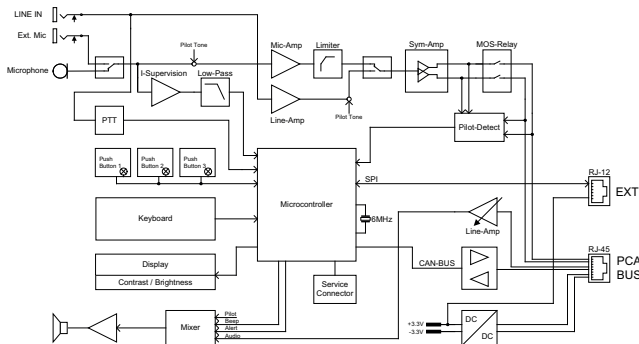 LINE IN
Ext. Mic
Microphone
Pilot Tone
I-Supervision
Low-Pass
Mic-Amp
Limiter
Line-Amp
Pilot Tone
Sym-Amp
MOS-Relay
Pilot-Detect
PTT
Push
Button 1
Push
Button 2
Push
Button 3
Keyboard
Display
Contrast / Brightness
Microcontroller
SPI
6MHz
Line-Amp
CAN-BUS
Service
Connector
RJ-12
EXT
RJ-45
PCA
BUS
Mixer
Pilot
Beep
Alert
Audio
+3.3V
-3.3V
DC
DC